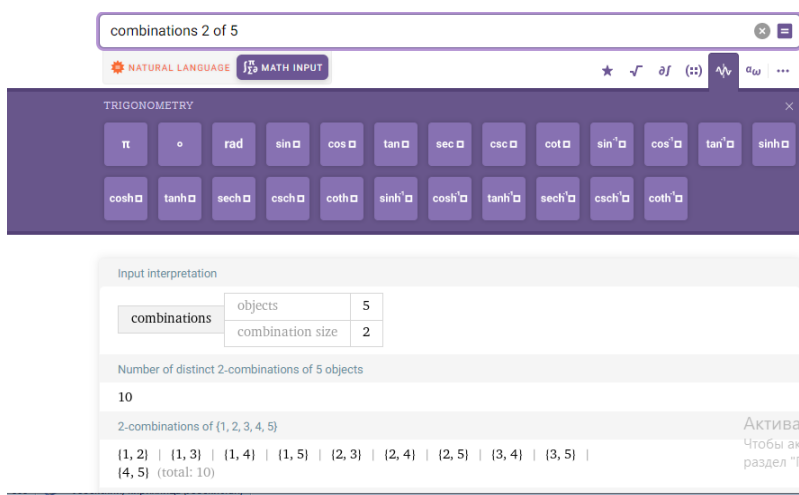 combinations 2 of 5
NATURAL LANGUAGE MATH INPUT
TRIGONOMETRY
π ° rad sin cos tan sec csc cot sin⁻¹ cos⁻¹ tan⁻¹ sinh
cosh tanh sech csch coth sinh⁻¹ cosh⁻¹ tanh⁻¹ sech⁻¹ csch⁻¹ coth⁻¹
Input interpretation
combinations
objects 5
combination size 2
Number of distinct 2-combinations of 5 objects
10
2-combinations of {1, 2, 3, 4, 5}
{1, 2} | {1, 3} | {1, 4} | {1, 5} | {2, 3} | {2, 4} | {2, 5} | {3, 4} | {3, 5} |
{4, 5} (total: 10)
Актива
Чтобы ак
раздел "П